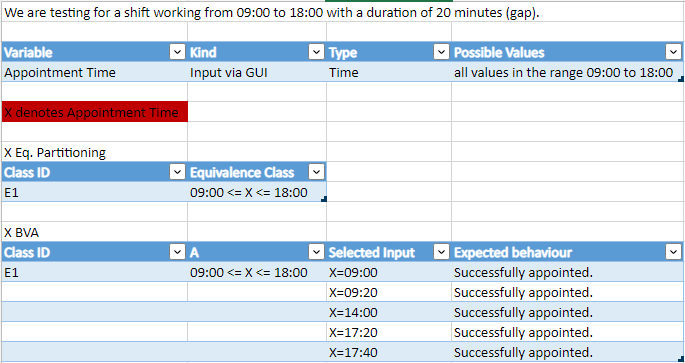 We are testing for a shift working from 09:00 to 18:00 with a duration of 20 minutes (gap).
Variable Kind Type Possible Values
Appointment Time Input via GUI Time all values in the range 09:00 to 18:00
X denotes Appointment Time
X Eq. Partitioning
Class ID Equivalence Class
E1 09:00 <= X <= 18:00
X BVA
Class ID A Selected Input Expected behaviour
E1 09:00 <= X <= 18:00 X=09:00 Successfully appointed.
X=09:20 Successfully appointed.
X=14:00 Successfully appointed.
X=17:20 Successfully appointed.
X=17:40 Successfully appointed.